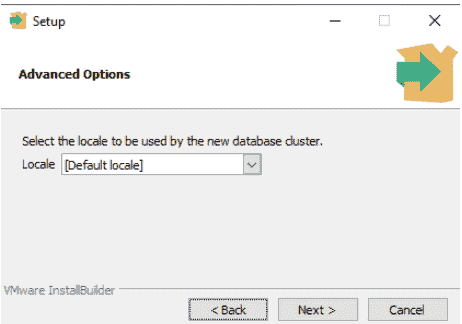 Setup
Advanced Options
Select the locale to be used by the new database cluster.
Locale [Default locale]
VMware InstallBuilder
< Back Next > Cancel